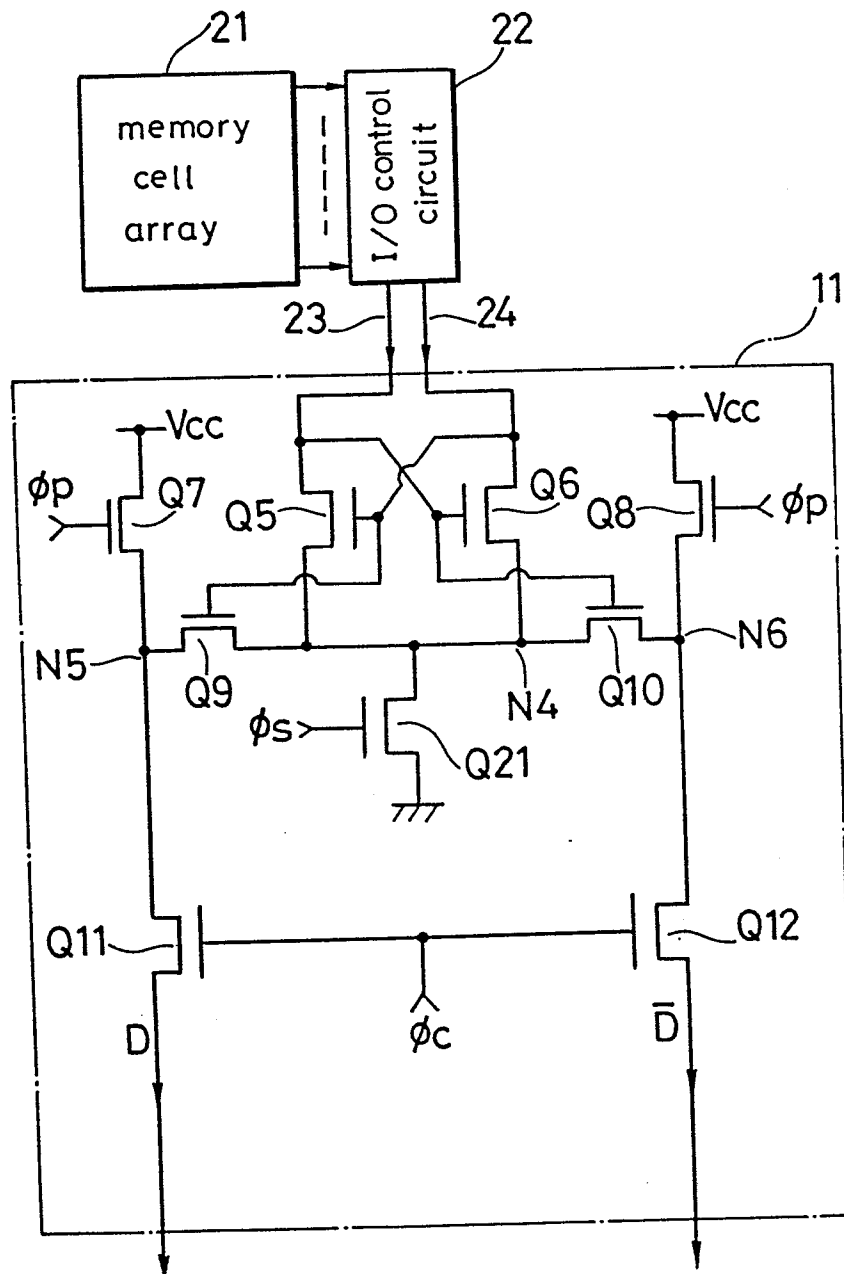 21
22
memory
cell
array
I/O control
circuit
23
24
11
Vcc
Vcc
φp
Q7
Q5
Q6
Q8
φp
N5
Q9
N4
Q10
N6
φs
Q21
Q11
Q12
D
φc
D̅